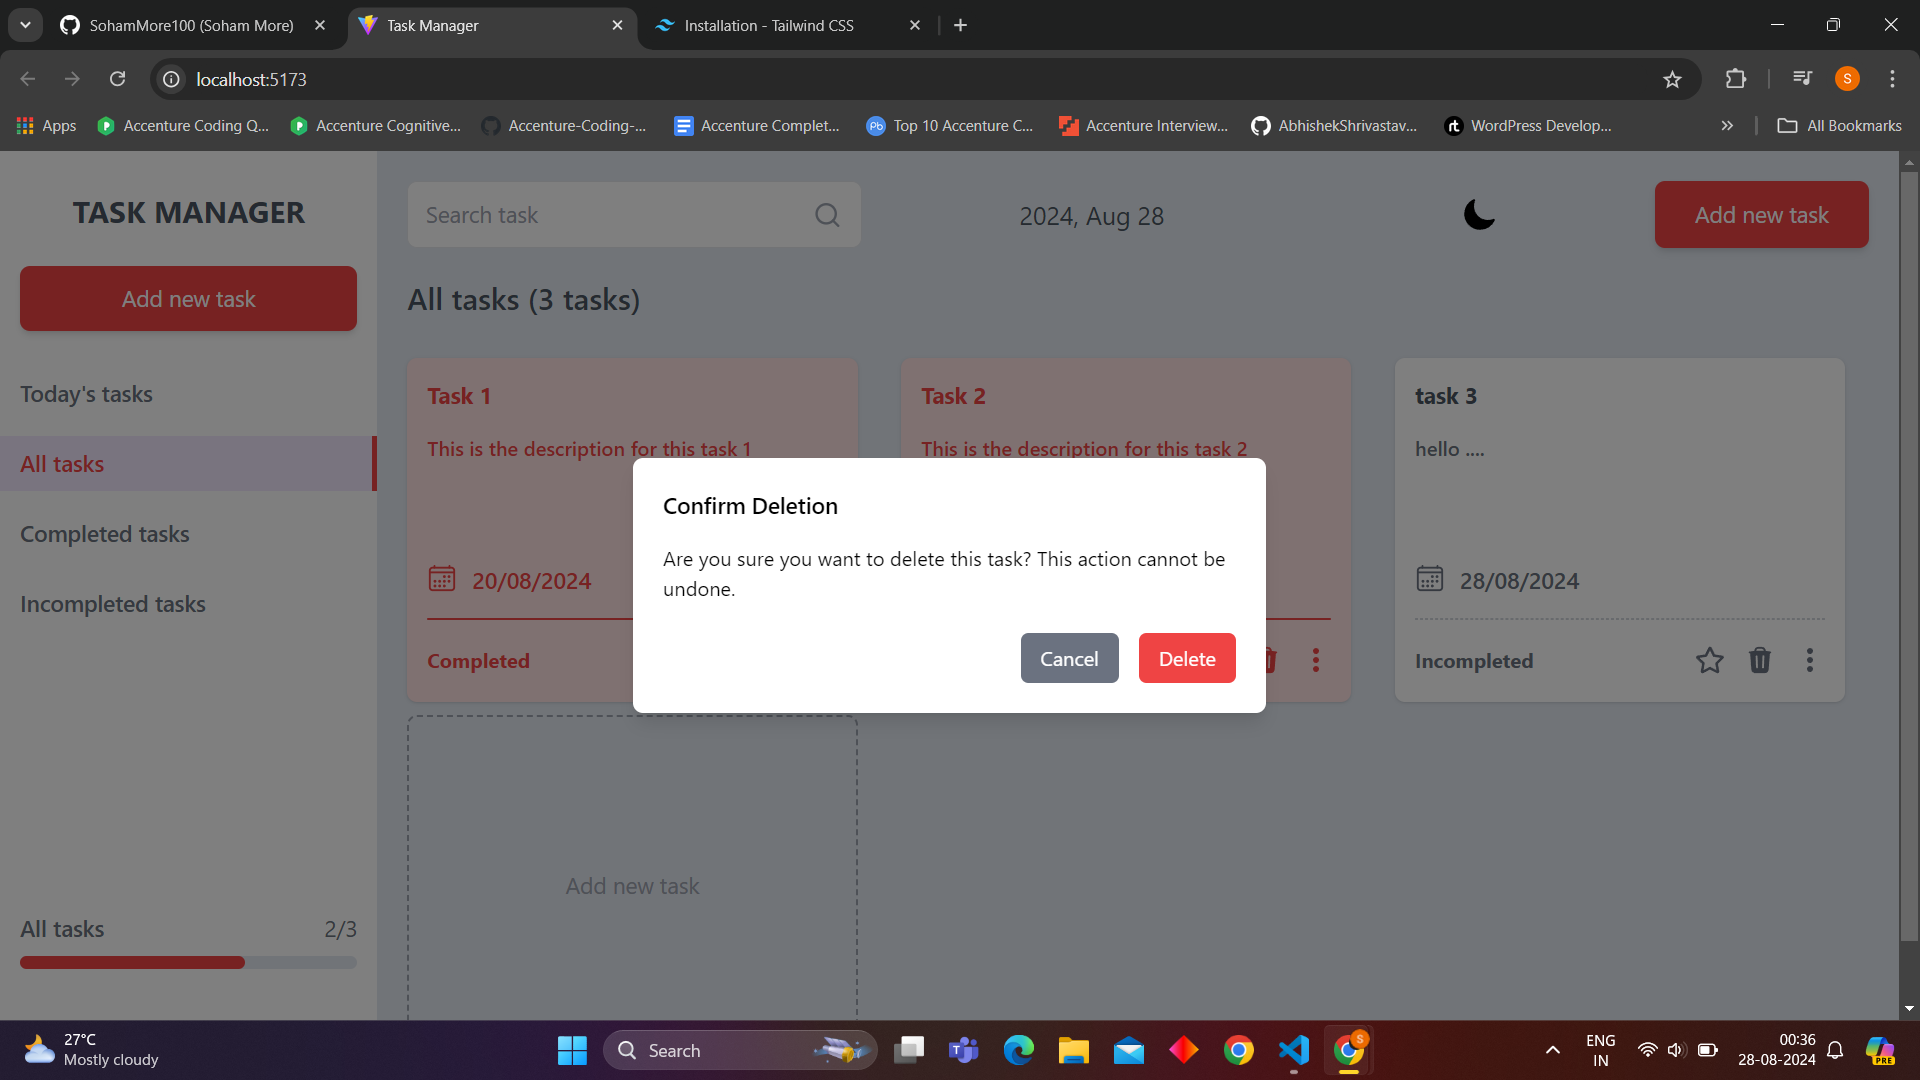 SohamMore100 (Soham More)
Task Manager
Installation - Tailwind CSS
localhost:5173
S
Apps
Accenture Coding Q...
Accenture Cognitive...
Accenture-Coding-...
Accenture Complet...
Top 10 Accenture C...
Accenture Interview...
AbhishekShrivastav...
WordPress Develop...
All Bookmarks
TASK MANAGER
Add new task
Today's tasks
All tasks
Completed tasks
Incompleted tasks
All tasks 2/3
Search task
2024, Aug 28
Add new task
All tasks (3 tasks)
Task 1
This is the description for this task 1
20/08/2024
Completed
Task 2
This is the description for this task 2
task 3
hello ....
28/08/2024
Incompleted
Add new task
Confirm Deletion
Are you sure you want to delete this task? This action cannot be
undone.
Cancel
Delete
27°C
Mostly cloudy
Search
S
ENG
IN
00:36
28-08-2024
PRE